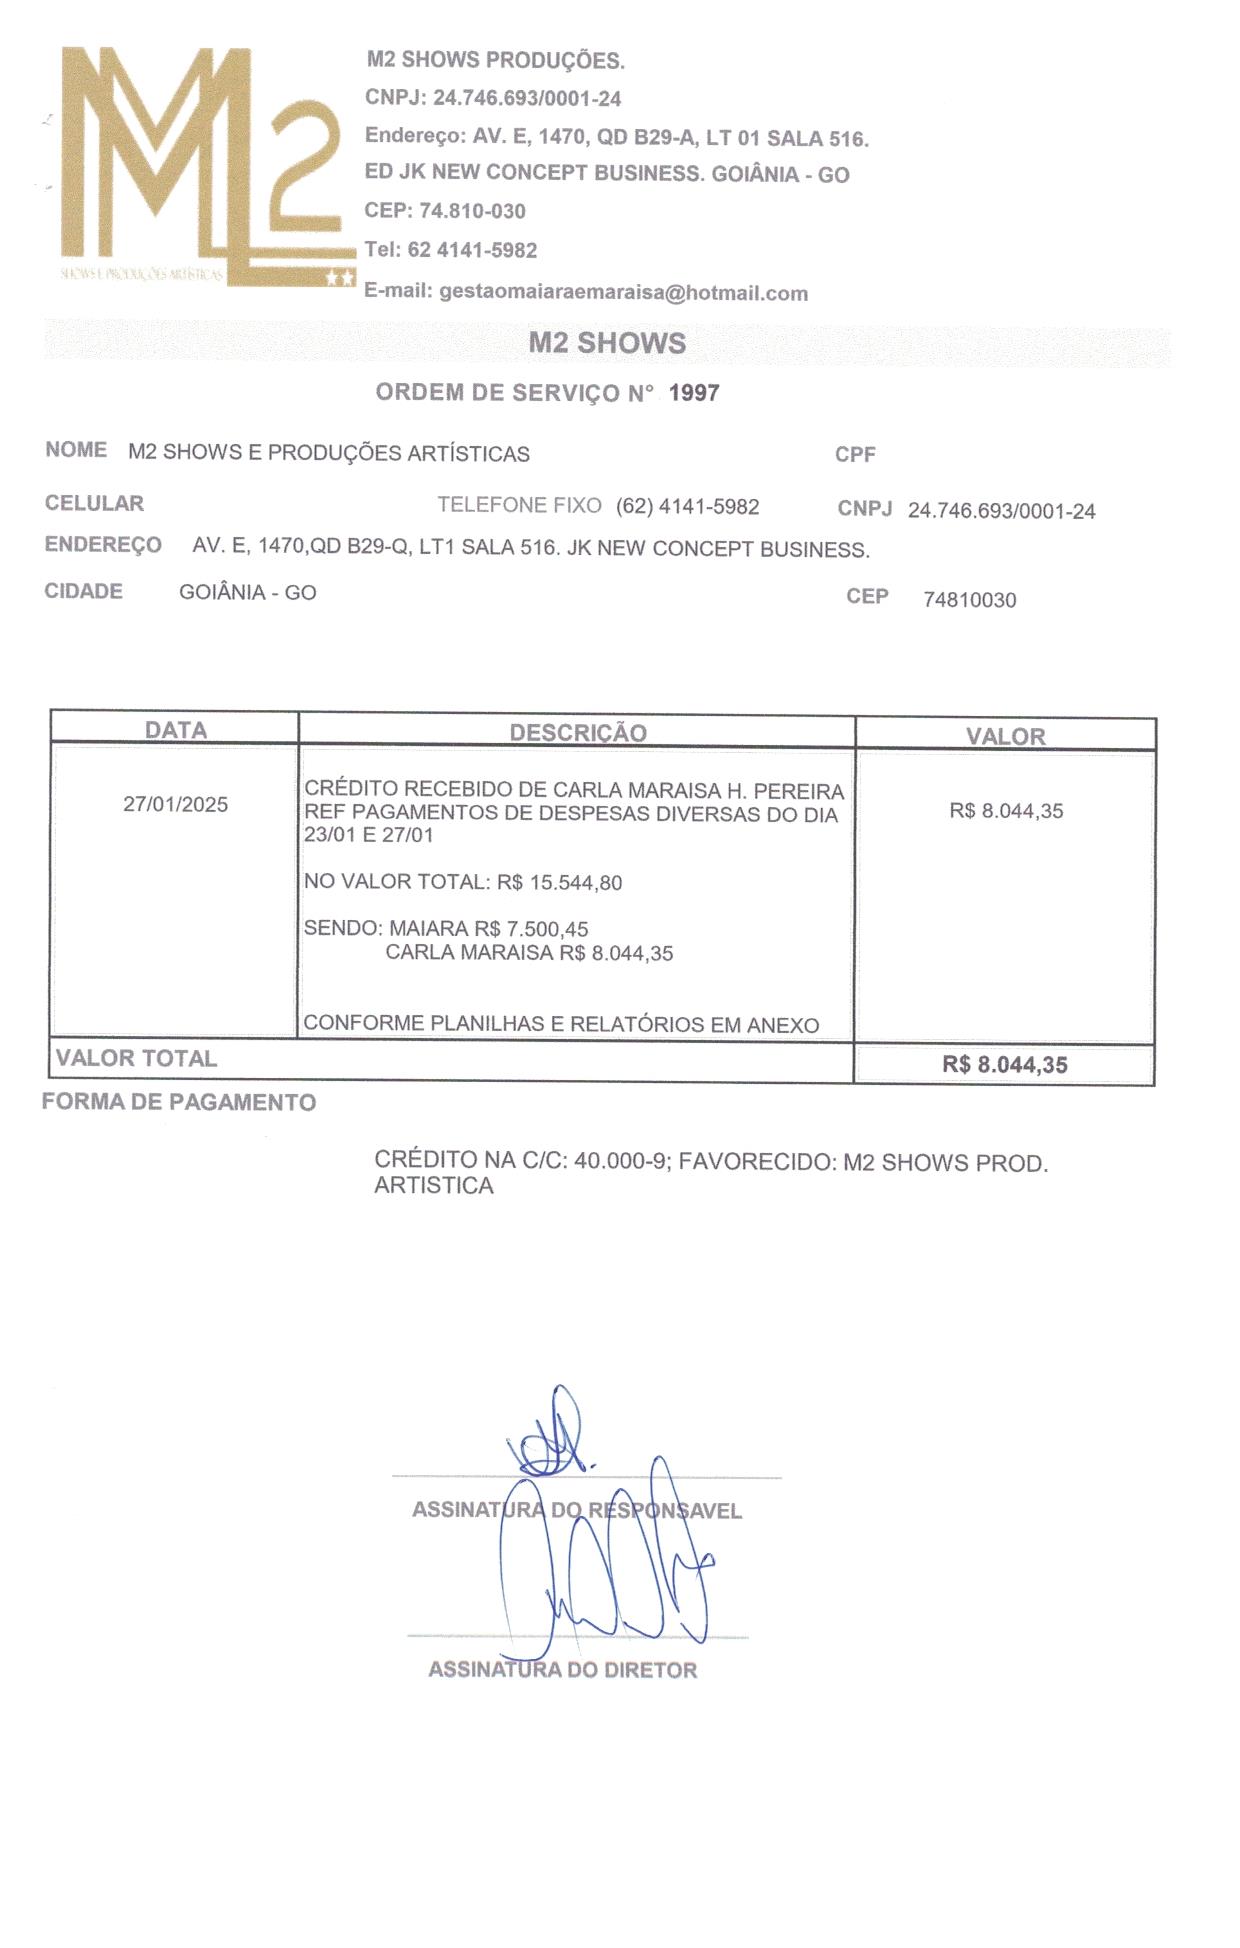 M2
SHOWS E PRODUÇÕES ARTÍSTICAS
M2 SHOWS PRODUÇÕES.
CNPJ: 24.746.693/0001-24
Endereço: AV. E, 1470, QD B29-A, LT 01 SALA 516.
ED JK NEW CONCEPT BUSINESS. GOIÂNIA - GO
CEP: 74.810-030
Tel: 62 4141-5982
E-mail: gestaomaiaraemaraisa@hotmail.com
M2 SHOWS
ORDEM DE SERVIÇO N° 1997
NOME M2 SHOWS E PRODUÇÕES ARTÍSTICAS CPF
CELULAR TELEFONE FIXO (62) 4141-5982 CNPJ 24.746.693/0001-24
ENDEREÇO AV. E, 1470,QD B29-Q, LT1 SALA 516. JK NEW CONCEPT BUSINESS.
CIDADE GOIÂNIA - GO CEP 74810030
DATA DESCRIÇÃO VALOR
27/01/2025 CRÉDITO RECEBIDO DE CARLA MARAISA H. PEREIRA R$ 8.044,35
REF PAGAMENTOS DE DESPESAS DIVERSAS DO DIA
23/01 E 27/01
NO VALOR TOTAL: R$ 15.544,80
SENDO: MAIARA R$ 7.500,45
CARLA MARAISA R$ 8.044,35
CONFORME PLANILHAS E RELATÓRIOS EM ANEXO
VALOR TOTAL R$ 8.044,35
FORMA DE PAGAMENTO
CRÉDITO NA C/C: 40.000-9; FAVORECIDO: M2 SHOWS PROD.
ARTISTICA
ASSINATURA DO RESPONSAVEL
ASSINATURA DO DIRETOR